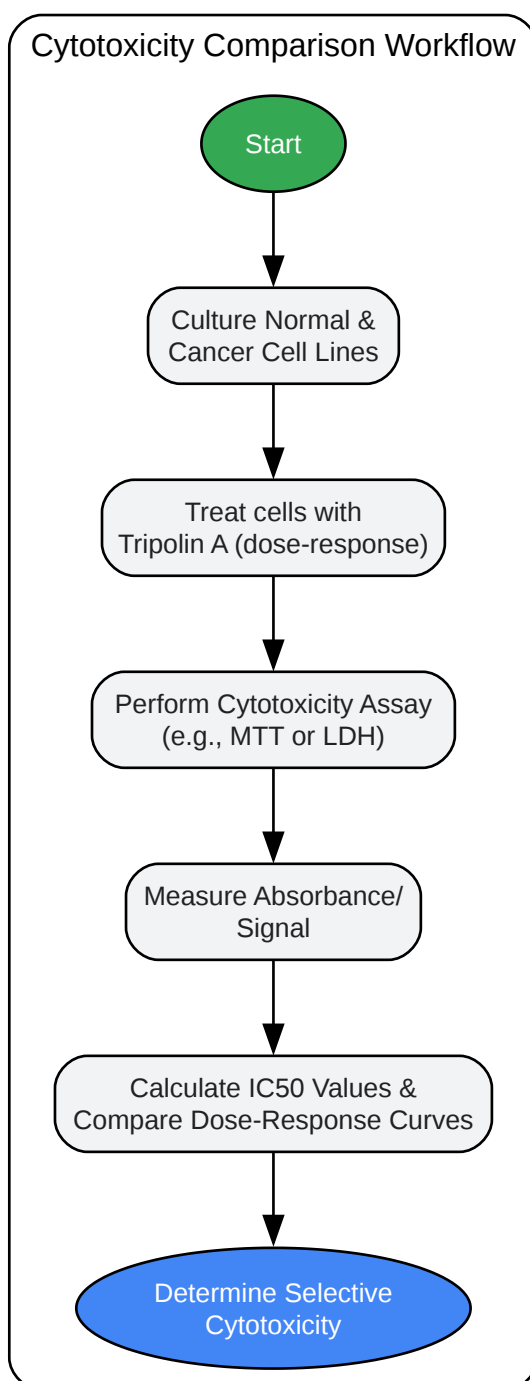 Cytotoxicity Comparison Workflow
Start
Culture Normal &
Cancer Cell Lines
Treat cells with
Tripolin A (dose-response)
Perform Cytotoxicity Assay
(e.g., MTT or LDH)
Measure Absorbance/
Signal
Calculate IC50 Values &
Compare Dose-Response Curves
Determine Selective
Cytotoxicity